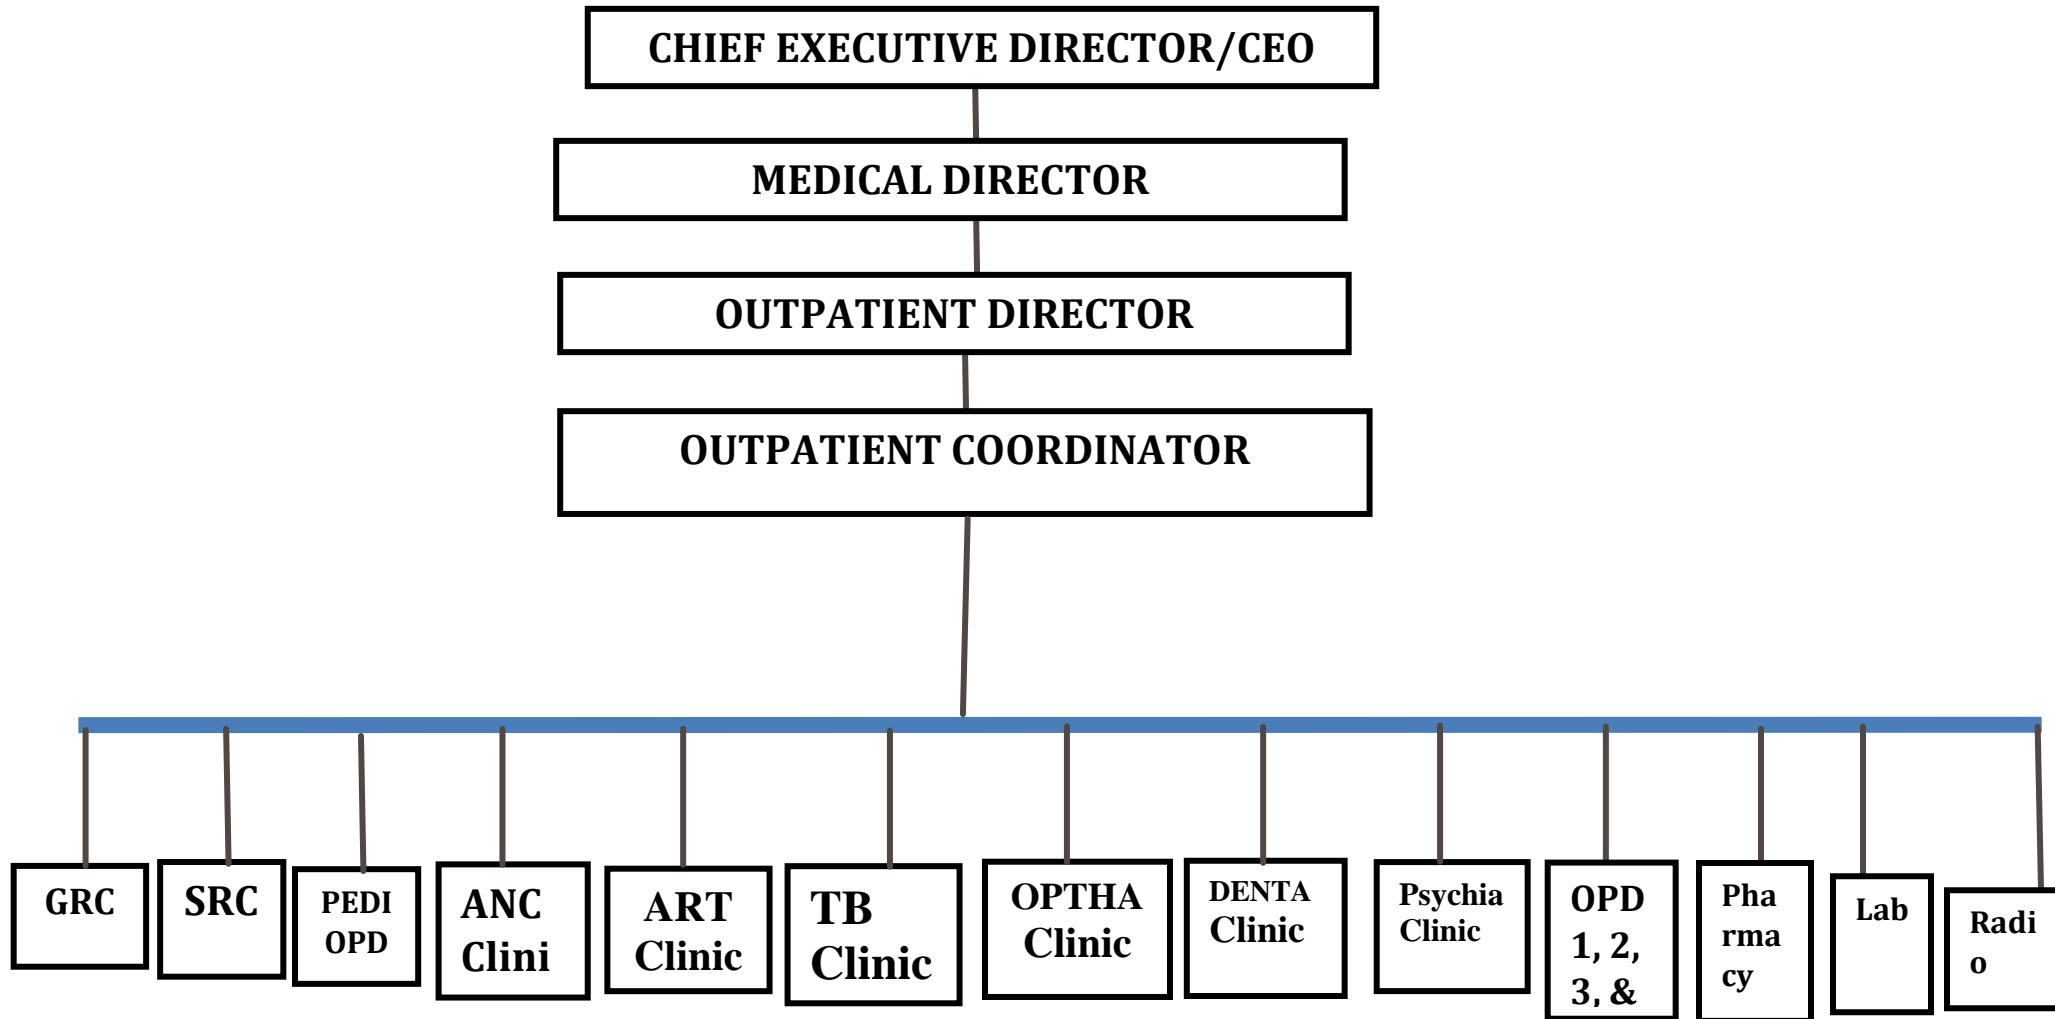 CHIEF EXECUTIVE DIRECTOR/CEO
MEDICAL DIRECTOR
OUTPATIENT DIRECTOR
OUTPATIENT COORDINATOR
GRC
SRC
PEDI
OPD
ANC
Clini
ART
Clinic
TB
Clinic
OPTHA
Clinic
DENTA
Clinic
Psychia
Clinic
OPD
1, 2,
3, &
Pha
rma
cy
Lab
Radi
o